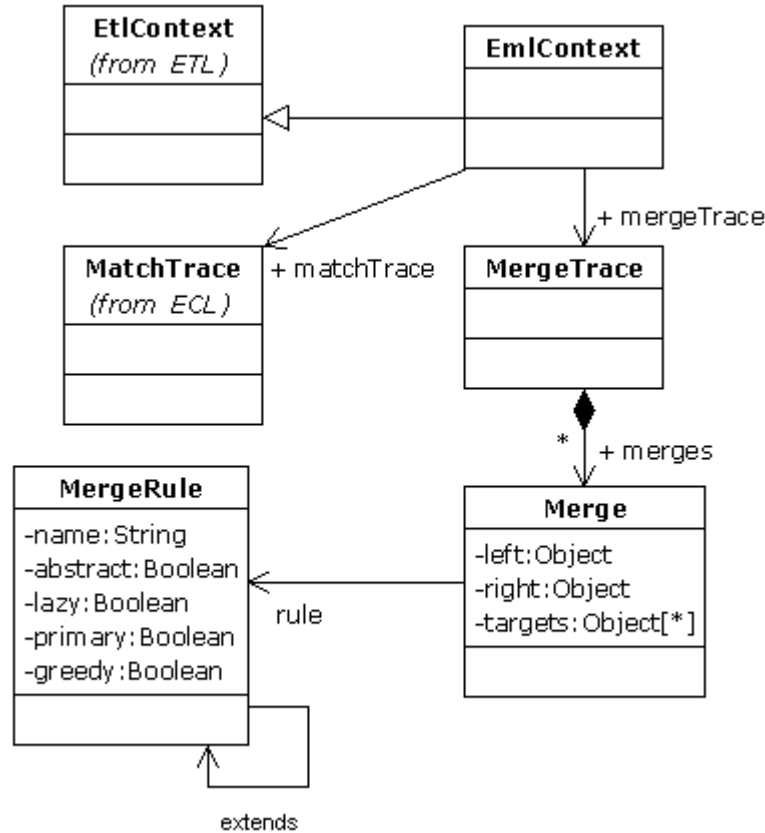 EtlContext
(from ETL)
EmlContext
+ mergeTrace
MatchTrace
(from ECL)
+ matchTrace
MergeTrace
*
+ merges
MergeRule
-name:String
-abstract:Boolean
-lazy:Boolean
-primary:Boolean
-greedy:Boolean
rule
Merge
-left:Object
-right:Object
-targets:Object[*]
extends